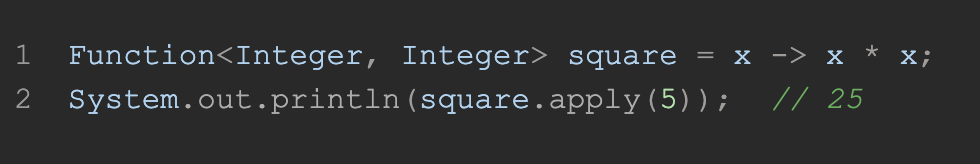 1 Function<Integer, Integer> square = x -> x * x;
2 System.out.println(square.apply(5));  // 25